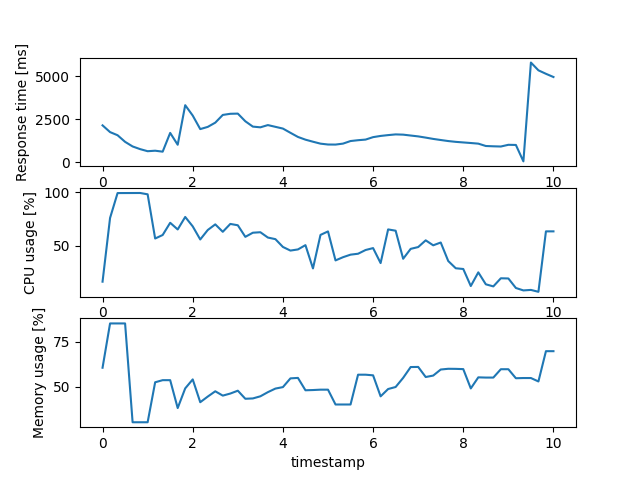 Response time [ms]
5000
2500
0
0 2 4 6 8 10
CPU usage [%]
100
50
0 2 4 6 8 10
Memory usage [%]
75
50
0 2 4 6 8 10
timestamp